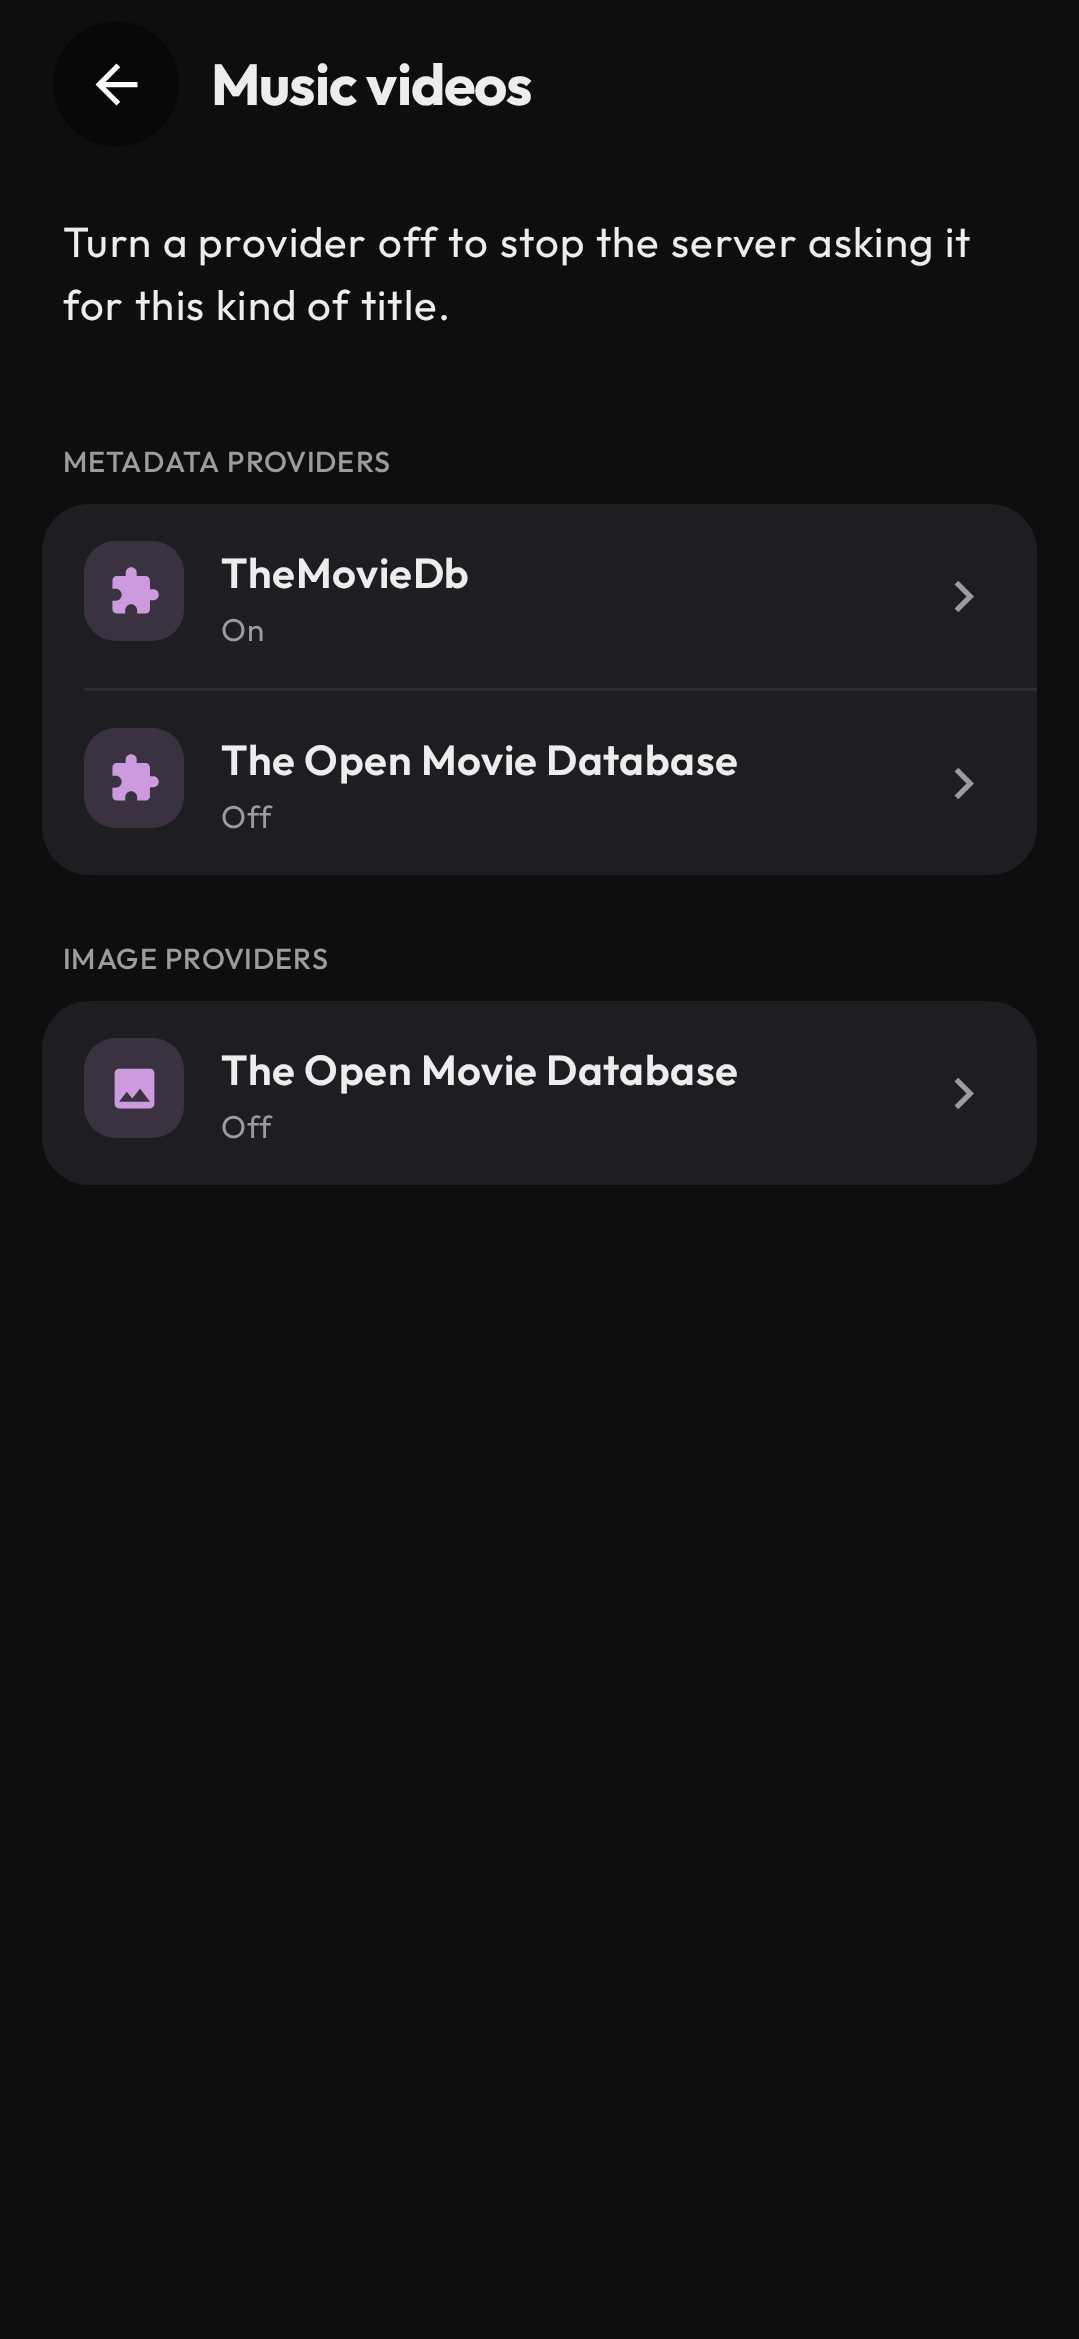 Music videos
Turn a provider off to stop the server asking it
for this kind of title.
METADATA PROVIDERS
TheMovieDb
On
The Open Movie Database
Off
IMAGE PROVIDERS
The Open Movie Database
Off